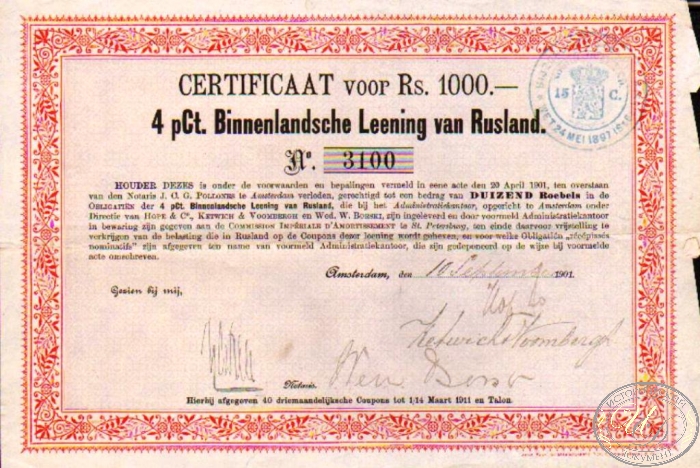 CERTIFICAAT VOOR Rs. 1000.—
4 pCt. Binnenlandsche Leening van Rusland.
Nº. 3100
15 C.
HOUDER DEZES is onder de voorwaarden en bepalingen vermeld in eene acte den 20 April 1901, ten overstaan
van den Notaris J. C. G. POLLONES te Amsterdam verleden, gerechtigd tot een bedrag van DUIZEND Roebels in
de OBLIGATIËN der 4 pCt. Binnenlandsche Leening van Rusland, die bij het Administratiekantoor, opgericht te Amsterdam onder
Directie van HOPE & Co., KETWICH & VOOMBERGH en Wed. W. BORSKI, zijn ingeleverd en door voormeld Administratiekantoor
in bewaring zijn gegeven aan de COMMISSION IMPÉRIALE D'AMORTISSEMENT te St. Petersburg, ten einde daarvoor vrijstelling te
verkrijgen van de belasting die in Rusland op de Coupons dezer leening wordt geheven, en voor welke Obligatiën
nominatifs" zijn afgegeven ten name van voormeld Administratiekantoor, die zijn gedeponeerd op de wijze bij voormelde
acte omschreven.
Amsterdam, den 10 September 1901.
Gezien bij mij,
Hope Co
Ketwich Voombergh
Wed Borski
Notaris.
Hierbij afgegeven 40 driemaandelijksche Coupons tot 1/14 Maart 1911 en Talon.